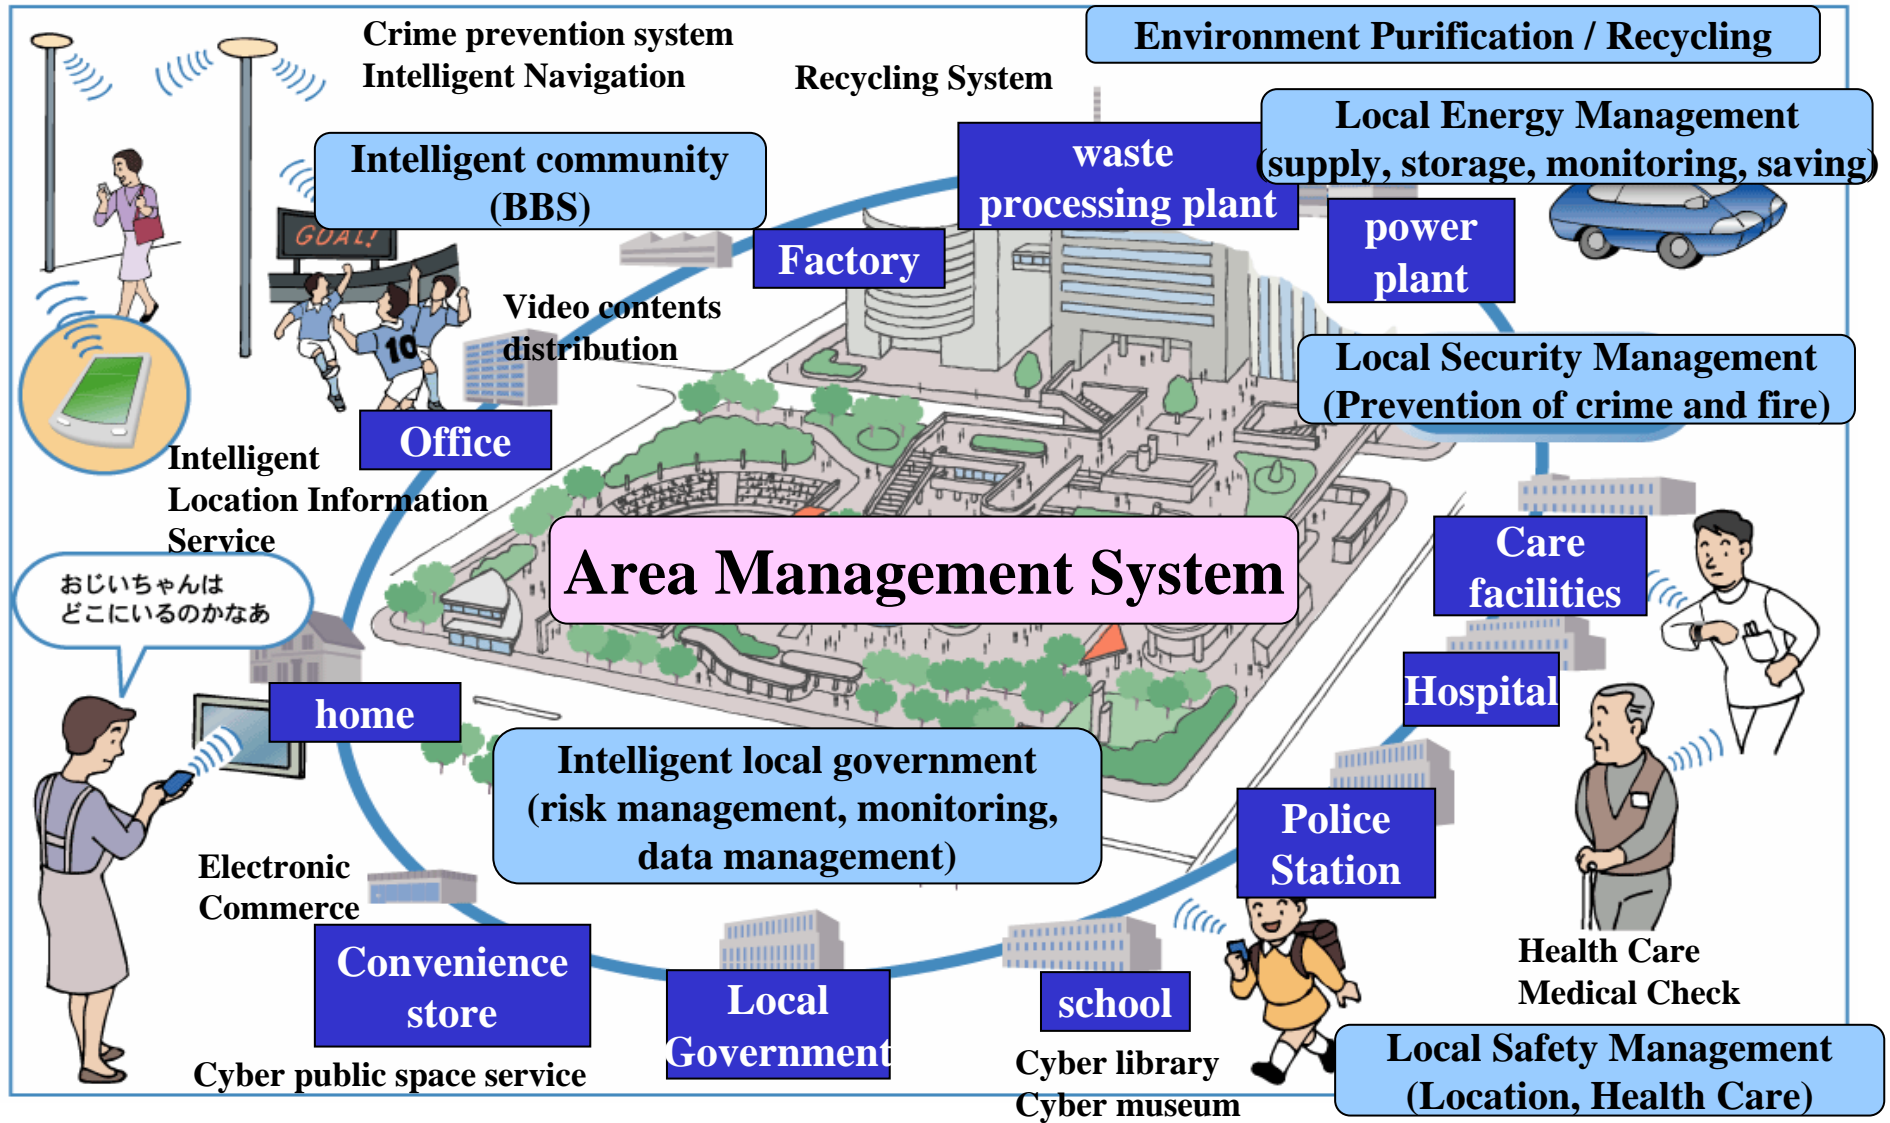 Crime prevention system
Intelligent Navigation
Recycling System
Environment Purification / Recycling
Local Energy Management
(supply, storage, monitoring, saving)
Intelligent community
(BBS)
waste
processing plant
power
plant
GOAL!
Factory
Video contents
distribution
10
Local Security Management
(Prevention of crime and fire)
Office
Intelligent
Location Information
Service
Area Management System
Care
facilities
おじいちゃんは
どこにいるのかなあ
home
Hospital
Intelligent local government
(risk management, monitoring,
data management)
Police
Station
Electronic
Commerce
Convenience
store
Local
Government
school
Health Care
Medical Check
Cyber public space service
Cyber library
Cyber museum
Local Safety Management
(Location, Health Care)